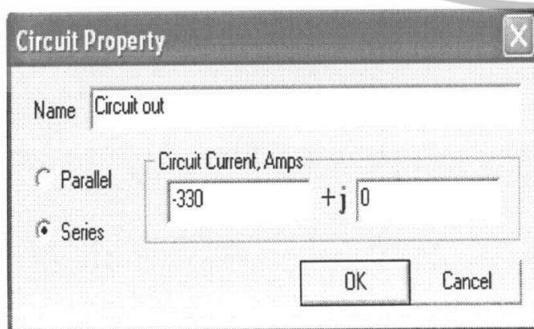 Circuit Property
Name Circuit out
Parallel
Series
Circuit Current, Amps
-330 +j 0
OK Cancel